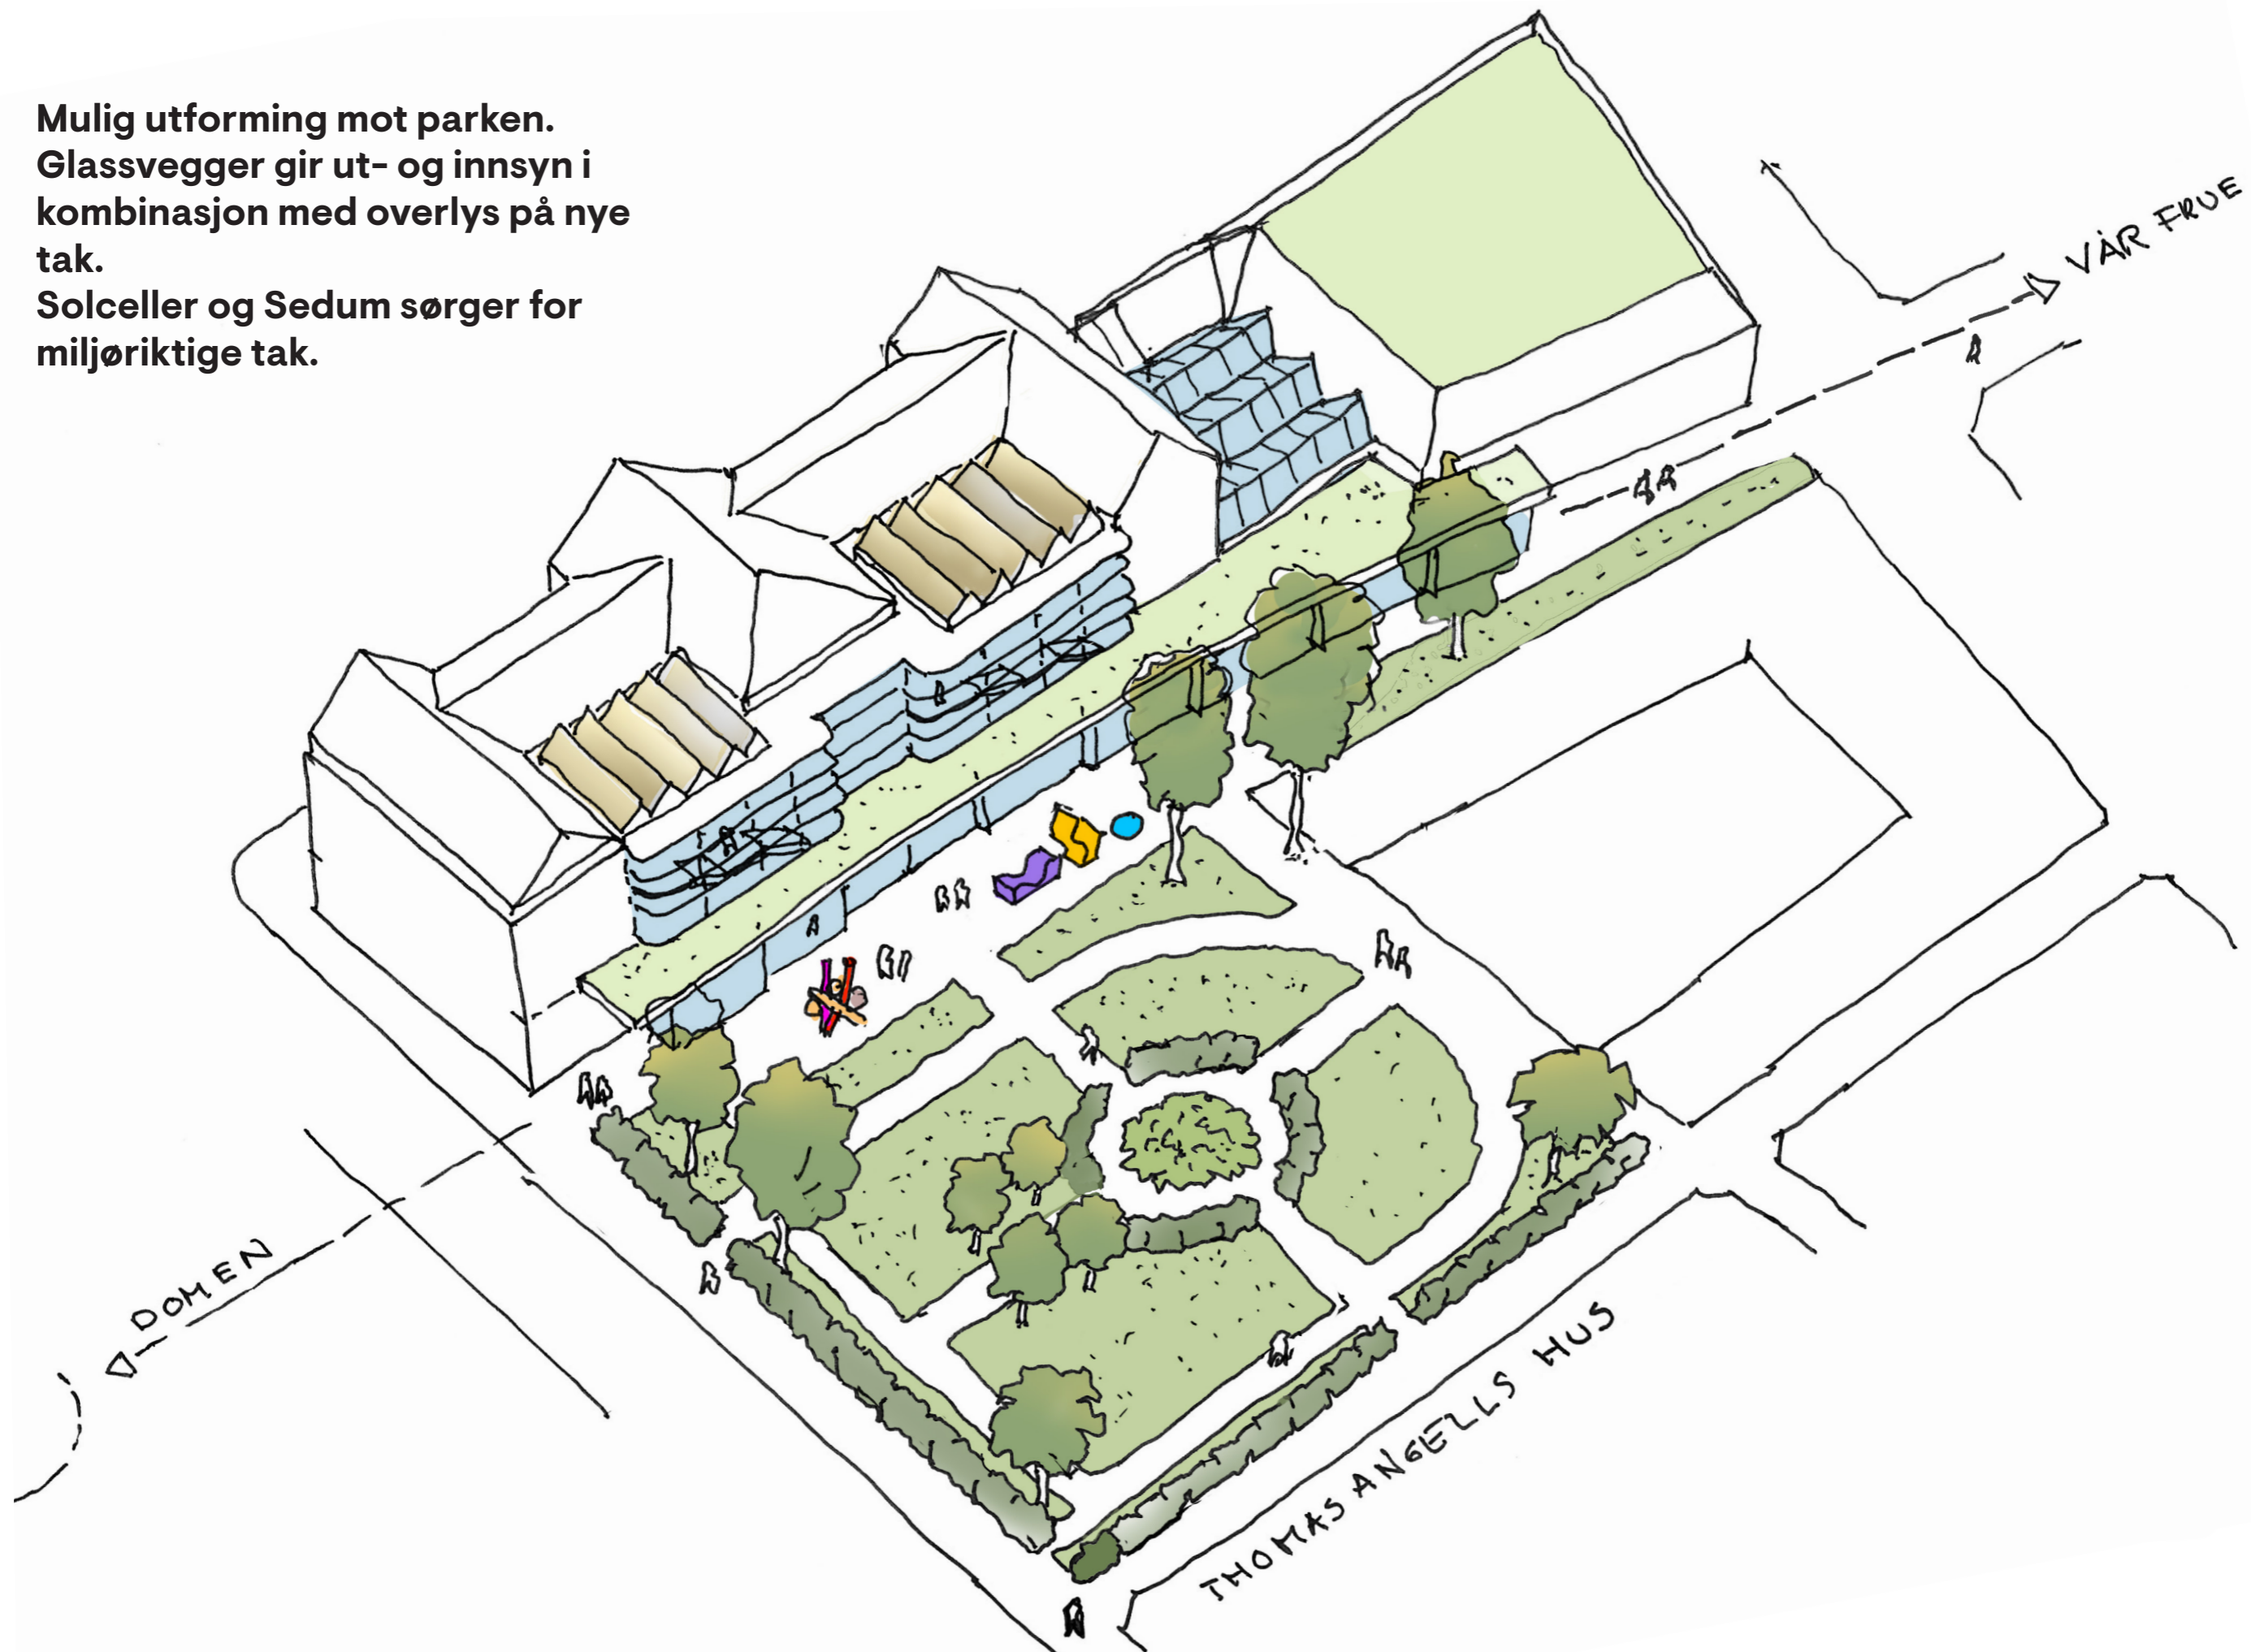 Mulig utforming mot parken.
Glassvegger gir ut- og innsyn i
kombinasjon med overlys på nye
tak.
Solceller og Sedum sørger for
miljøriktige tak.
VÅR FRUE
DOMEN
THOMAS ANGELLS HUS